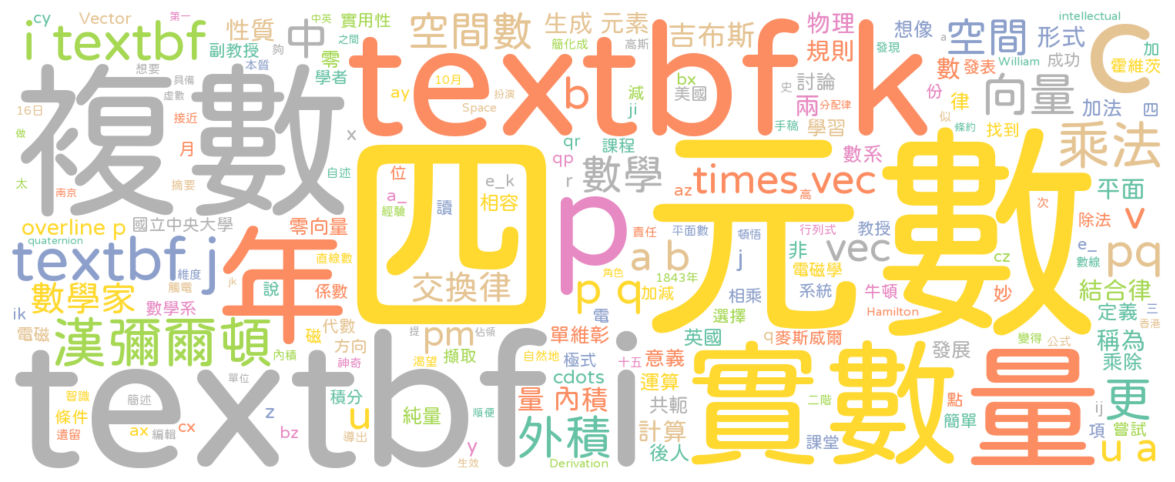 cy Vector 第一 性質 中 中英 實用性 空間數 生成 元素 吉布斯 物理 想像 intellectual
i textbf 副教授 零 夠 之間 簡化成 高斯 規則 發現 a 空間 形式 C 加
想要 本質 學者 10月 扮演 bx 討論 數 發表 William 成功 霍維茨
虛數 具備 ay textbf k b 減 美國 史 兩 分配律 份 向量
16日 接近 Space ji 手稿 學習 律 加法 四
做 複數 x 似 條約 找到 乘法
太 月 自述 位 qr 課程 數系
南京 摘要 a_ qp r 數學 az times vec 高 平面
overline p 國立中央大學 零向量 經驗 讀 e_k 相容 次 除法 v
quaternion 直線數 四元數 p 責任 平面數 頓悟 行列式 教授 e_ 數線
textbf j 維度 觸電 年 a b j 非 vec cz pq
數學家 數學系 說 係數 jk 交換律 角色 1843年 電磁學 結合律
ik 代數 p q 加減 電 相乘 系統 牛頓 妙 定義 三
電磁 磁 pm 提 佔領 單維彰 選擇 q 麥斯威爾 Hamilton 稱為 香港
漢彌爾頓 方向 渴望 擷取 自然地 極式 英國 意義 變得 公式
內積 神奇 十五 發展 乘除
textbf i 單位 積分 cdots 運算 實數 二階 點 量 更
智識 簡述 條件 z u 純量 順便 量 內積 共軛 簡單 ij
遺留 ax 編輯 cx bz 導出 外積 計算 課堂 項 嘗試
y 生效 Derivation 後人 u a